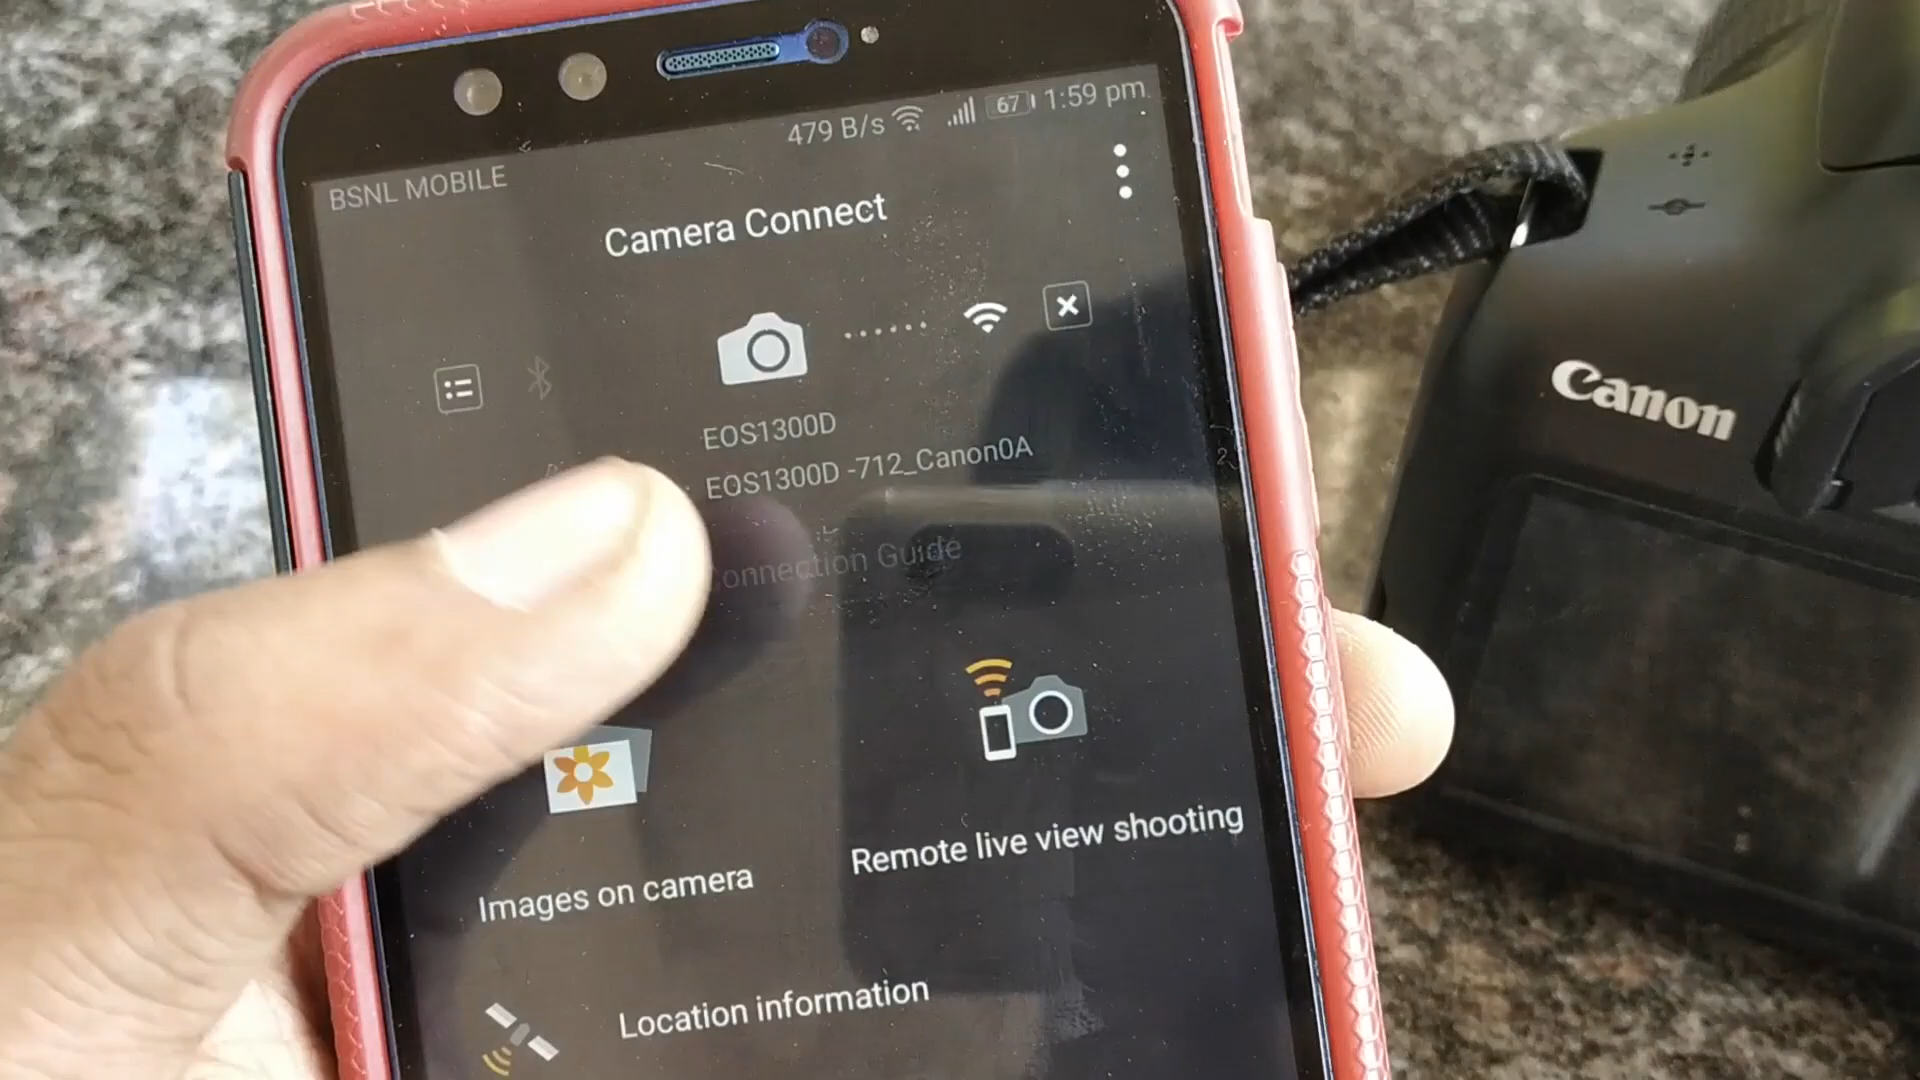 BSNL MOBILE
479 B/s 67 1:59 pm
Camera Connect
EOS1300D
EOS1300D -712_Canon0A
Connection Guide
Images on camera
Remote live view shooting
Location information
Canon